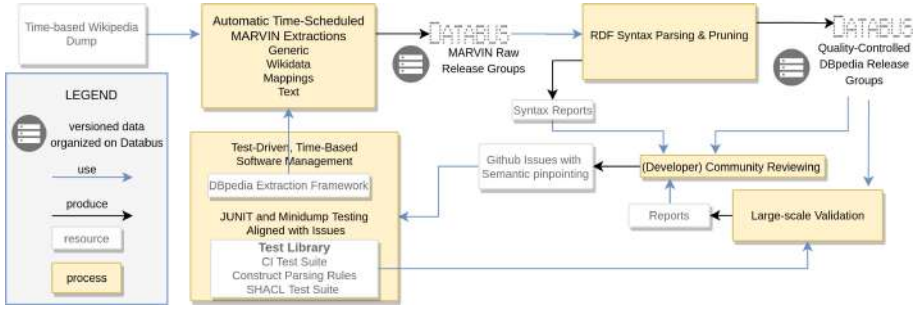 Time-based Wikipedia
Dump
Automatic Time-Scheduled
MARVIN Extractions
Generic
Wikidata
Mappings
Text
DATABUS
MARVIN Raw
Release Groups
RDF Syntax Parsing & Pruning
DATABUS
Quality-Controlled
DBpedia Release
Groups
LEGEND
versioned data
organized on Databus
use
produce
resource
process
Syntax Reports
Test-Driven, Time-Based
Software Management
DBpedia Extraction Framework
JUNIT and Minidump Testing
Aligned with Issues
Test Library
CI Test Suite
Construct Parsing Rules
SHACL Test Suite
Github Issues with
Semantic pinpointing
(Developer) Community Reviewing
Reports
Large-scale Validation